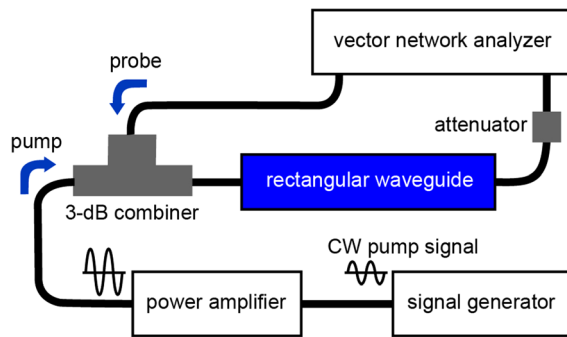 vector network analyzer
probe
attenuator
pump
rectangular waveguide
3-dB combiner
CW pump signal
power amplifier
signal generator